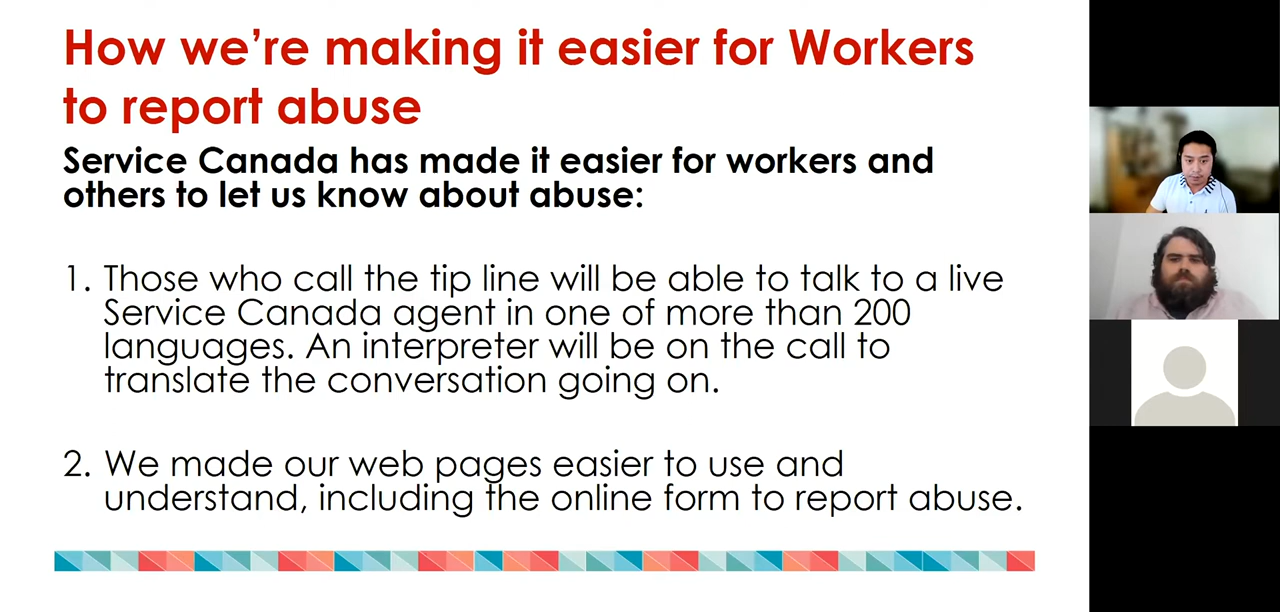 How we're making it easier for Workers
to report abuse
Service Canada has made it easier for workers and
others to let us know about abuse:
1. Those who call the tip line will be able to talk to a live
Service Canada agent in one of more than 200
languages. An interpreter will be on the call to
translate the conversation going on.
2. We made our web pages easier to use and
understand, including the online form to report abuse.